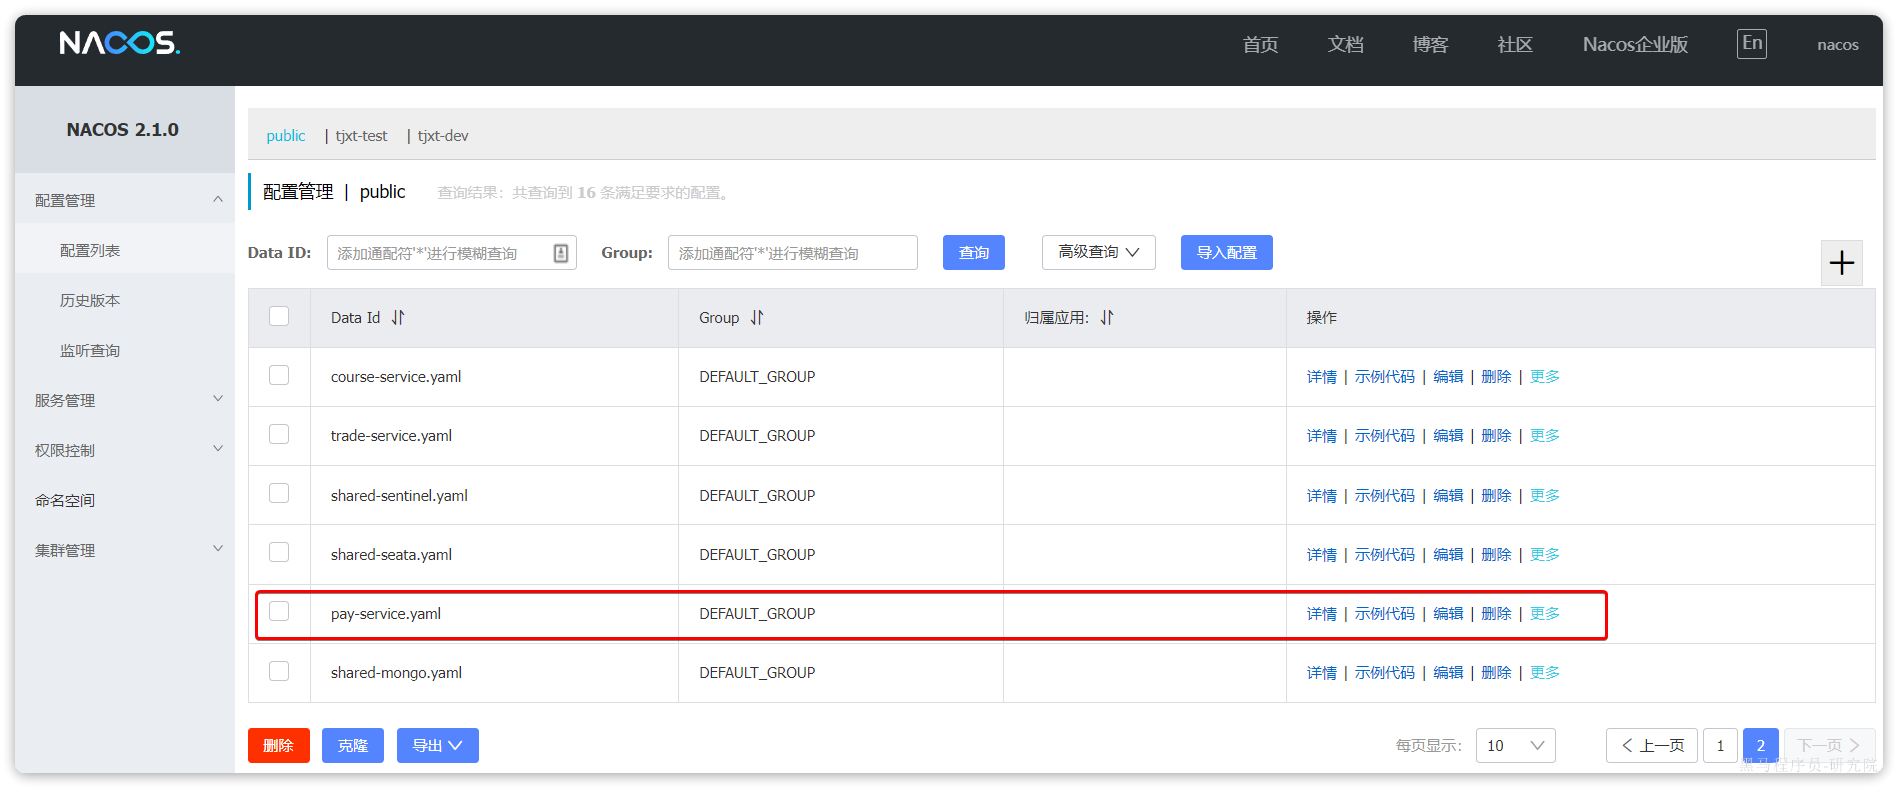 NACOS.
首页 文档 博客 社区 Nacos企业版 En nacos
NACOS 2.1.0
配置管理
配置列表
历史版本
监听查询
服务管理
权限控制
命名空间
集群管理
public | tjxt-test | tjxt-dev
配置管理 | public 查询结果：共查询到 16 条满足要求的配置。
Data ID: 添加通配符'*'进行模糊查询 Group: 添加通配符'*'进行模糊查询 查询 高级查询 导入配置 +
Data Id Group 归属应用: 操作
course-service.yaml DEFAULT_GROUP 详情 | 示例代码 | 编辑 | 删除 | 更多
trade-service.yaml DEFAULT_GROUP 详情 | 示例代码 | 编辑 | 删除 | 更多
shared-sentinel.yaml DEFAULT_GROUP 详情 | 示例代码 | 编辑 | 删除 | 更多
shared-seata.yaml DEFAULT_GROUP 详情 | 示例代码 | 编辑 | 删除 | 更多
pay-service.yaml DEFAULT_GROUP 详情 | 示例代码 | 编辑 | 删除 | 更多
shared-mongo.yaml DEFAULT_GROUP 详情 | 示例代码 | 编辑 | 删除 | 更多
删除 克隆 导出 每页显示: 10 上一页 1 2 下一页
黑马程序员-研究院